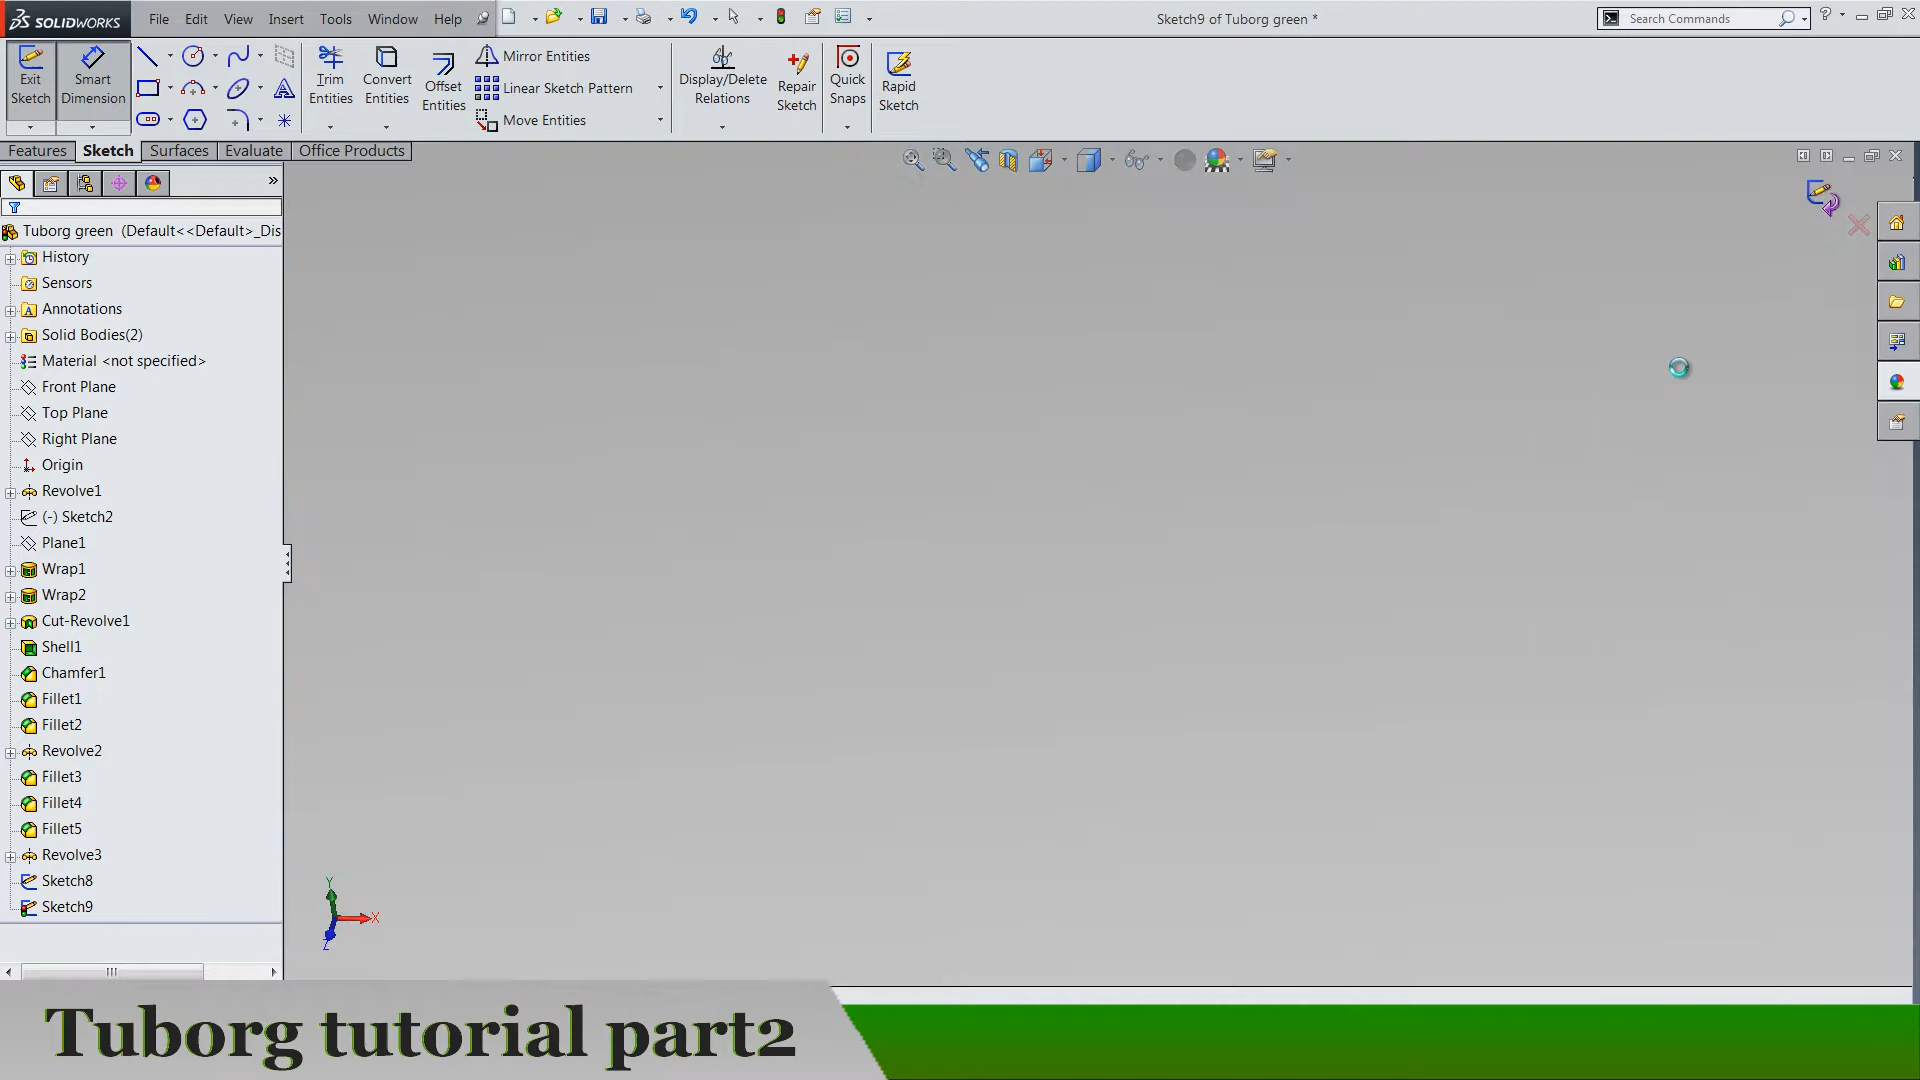 SOLIDWORKS File Edit View Insert Tools Window Help Sketch9 of Tuborg green * Search Commands
Exit Sketch
Smart Dimension
Trim Entities
Convert Entities
Offset Entities
Mirror Entities
Linear Sketch Pattern
Move Entities
Display/Delete Relations
Repair Sketch
Quick Snaps
Rapid Sketch
Features Sketch Surfaces Evaluate Office Products
Tuborg green (Default<<Default>_Dis
History
Sensors
Annotations
Solid Bodies(2)
Material <not specified>
Front Plane
Top Plane
Right Plane
Origin
Revolve1
(-) Sketch2
Plane1
Wrap1
Wrap2
Cut-Revolve1
Shell1
Chamfer1
Fillet1
Fillet2
Revolve2
Fillet3
Fillet4
Fillet5
Revolve3
Sketch8
Sketch9
Y
X
Z
Tuborg tutorial part2